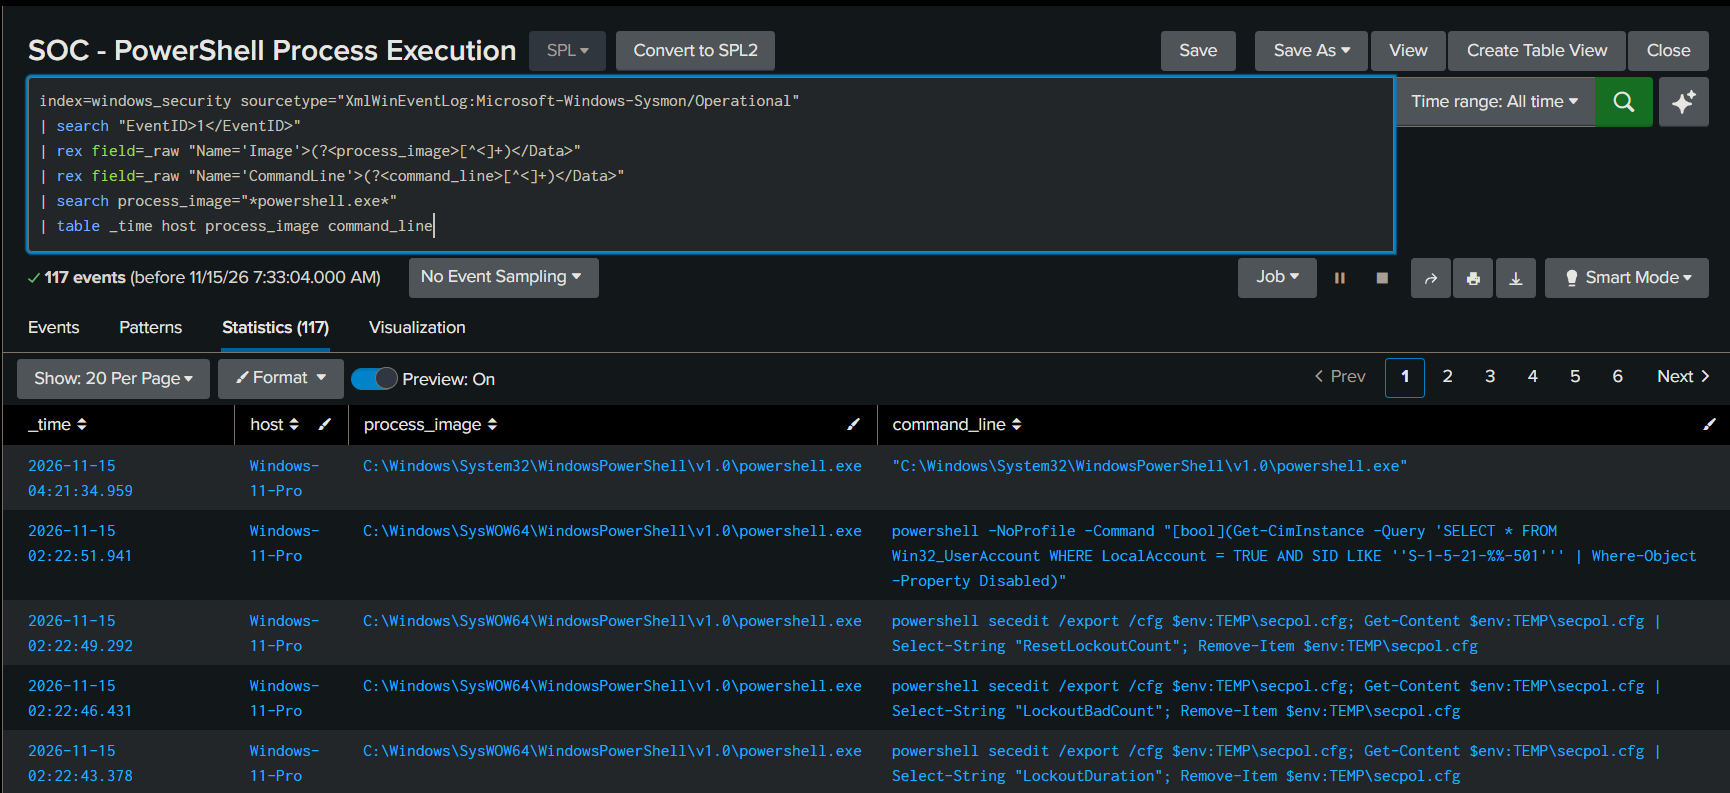 SOC - PowerShell Process Execution
SPL
Convert to SPL2
Save
Save As
View
Create Table View
Close
index=windows_security sourcetype="XmlWinEventLog:Microsoft-Windows-Sysmon/Operational"
| search "EventID>1</EventID>"
| rex field=_raw "Name='Image'>(?<process_image>[^<]+)</Data>"
| rex field=_raw "Name='CommandLine'>(?<command_line>[^<]+)</Data>"
| search process_image="*powershell.exe*"
| table _time host process_image command_line
Time range: All time
117 events (before 11/15/26 7:33:04.000 AM)
No Event Sampling
Job
Smart Mode
Events
Patterns
Statistics (117)
Visualization
Show: 20 Per Page
Format
Preview: On
Prev
1
2
3
4
5
6
Next
_time
host
process_image
command_line
2026-11-15
04:21:34.959
Windows-
11-Pro
C:\Windows\System32\WindowsPowerShell\v1.0\powershell.exe
"C:\Windows\System32\WindowsPowerShell\v1.0\powershell.exe"
2026-11-15
02:22:51.941
Windows-
11-Pro
C:\Windows\SysWOW64\WindowsPowerShell\v1.0\powershell.exe
powershell -NoProfile -Command "[bool](Get-CimInstance -Query 'SELECT * FROM
Win32_UserAccount WHERE LocalAccount = TRUE AND SID LIKE ''S-1-5-21-%%-501''' | Where-Object
-Property Disabled)"
2026-11-15
02:22:49.292
Windows-
11-Pro
C:\Windows\SysWOW64\WindowsPowerShell\v1.0\powershell.exe
powershell secedit /export /cfg $env:TEMP\secpol.cfg; Get-Content $env:TEMP\secpol.cfg |
Select-String "ResetLockoutCount"; Remove-Item $env:TEMP\secpol.cfg
2026-11-15
02:22:46.431
Windows-
11-Pro
C:\Windows\SysWOW64\WindowsPowerShell\v1.0\powershell.exe
powershell secedit /export /cfg $env:TEMP\secpol.cfg; Get-Content $env:TEMP\secpol.cfg |
Select-String "LockoutBadCount"; Remove-Item $env:TEMP\secpol.cfg
2026-11-15
02:22:43.378
Windows-
11-Pro
C:\Windows\SysWOW64\WindowsPowerShell\v1.0\powershell.exe
powershell secedit /export /cfg $env:TEMP\secpol.cfg; Get-Content $env:TEMP\secpol.cfg |
Select-String "LockoutDuration"; Remove-Item $env:TEMP\secpol.cfg